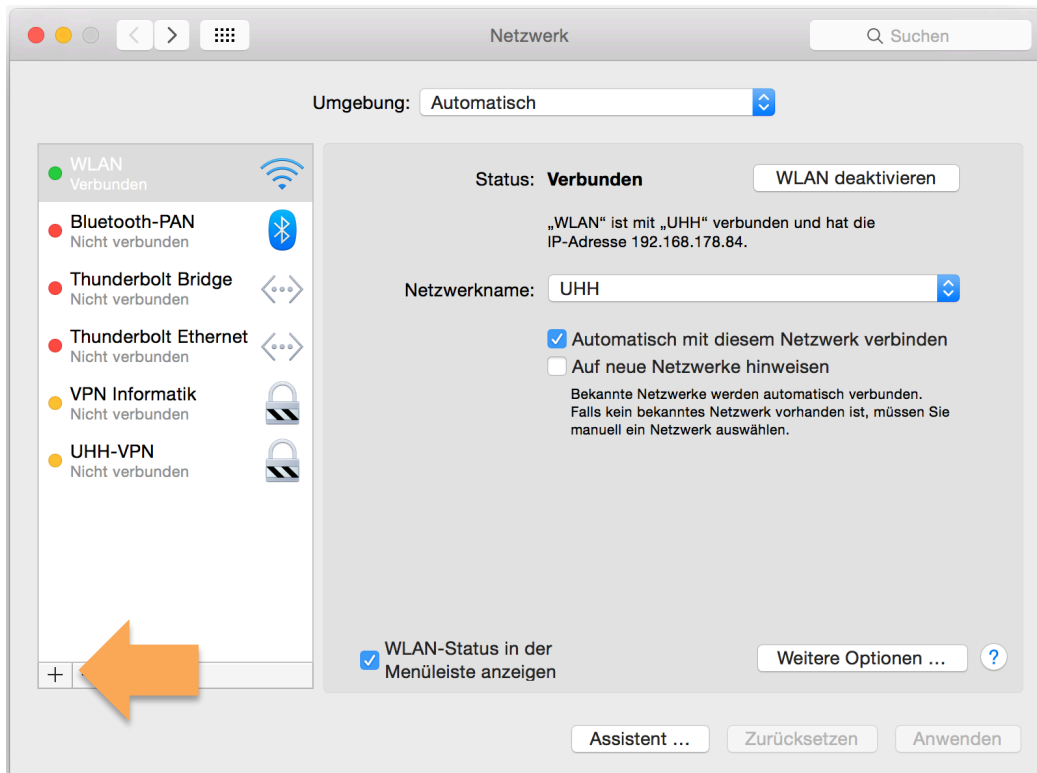 Netzwerk
Suchen
Umgebung: Automatisch
WLAN
Verbunden
Bluetooth-PAN
Nicht verbunden
Thunderbolt Bridge
Nicht verbunden
Thunderbolt Ethernet
Nicht verbunden
VPN Informatik
Nicht verbunden
UHH-VPN
Nicht verbunden
Status: Verbunden
WLAN deaktivieren
„WLAN“ ist mit „UHH“ verbunden und hat die
IP-Adresse 192.168.178.84.
Netzwerkname: UHH
Automatisch mit diesem Netzwerk verbinden
Auf neue Netzwerke hinweisen
Bekannte Netzwerke werden automatisch verbunden.
Falls kein bekanntes Netzwerk vorhanden ist, müssen Sie
manuell ein Netzwerk auswählen.
WLAN-Status in der
Menüleiste anzeigen
Weitere Optionen ...
?
+
Assistent ...
Zurücksetzen
Anwenden